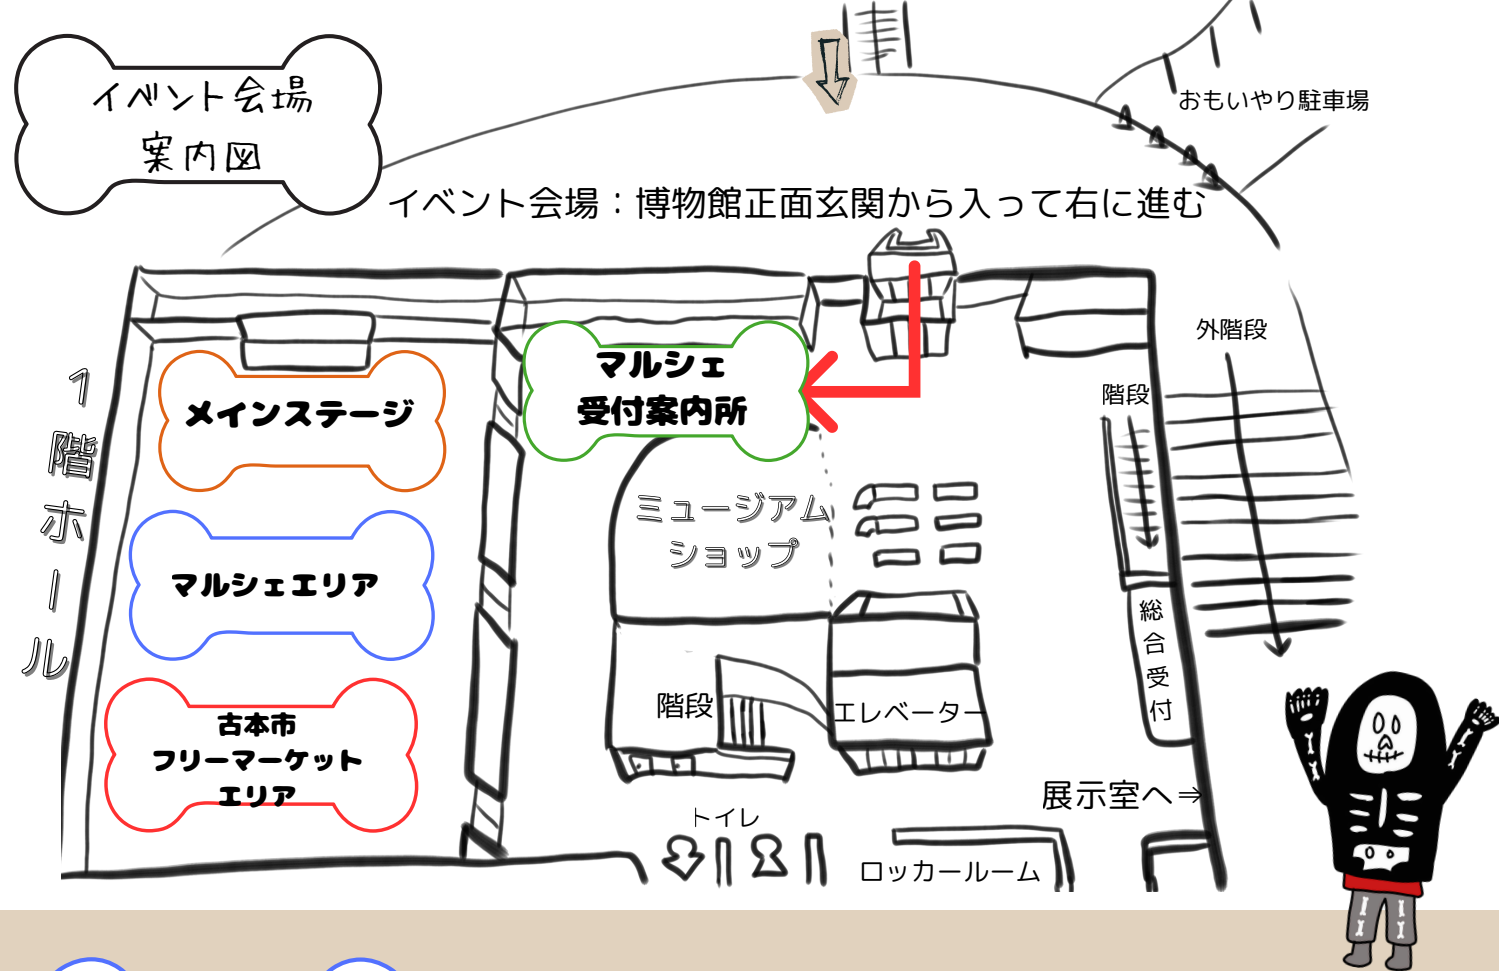 イベント会場
案内図
おもいやり駐車場
イベント会場：博物館正面玄関から入って右に進む
外階段
1階ホール
マルシェ
受付案内所
階段
メインステージ
ミュージアム
ショップ
マルシェエリア
総合受付
階段
エレベーター
古本市
フリーマーケット
エリア
展示室へ⇒
トイレ
ロッカールーム